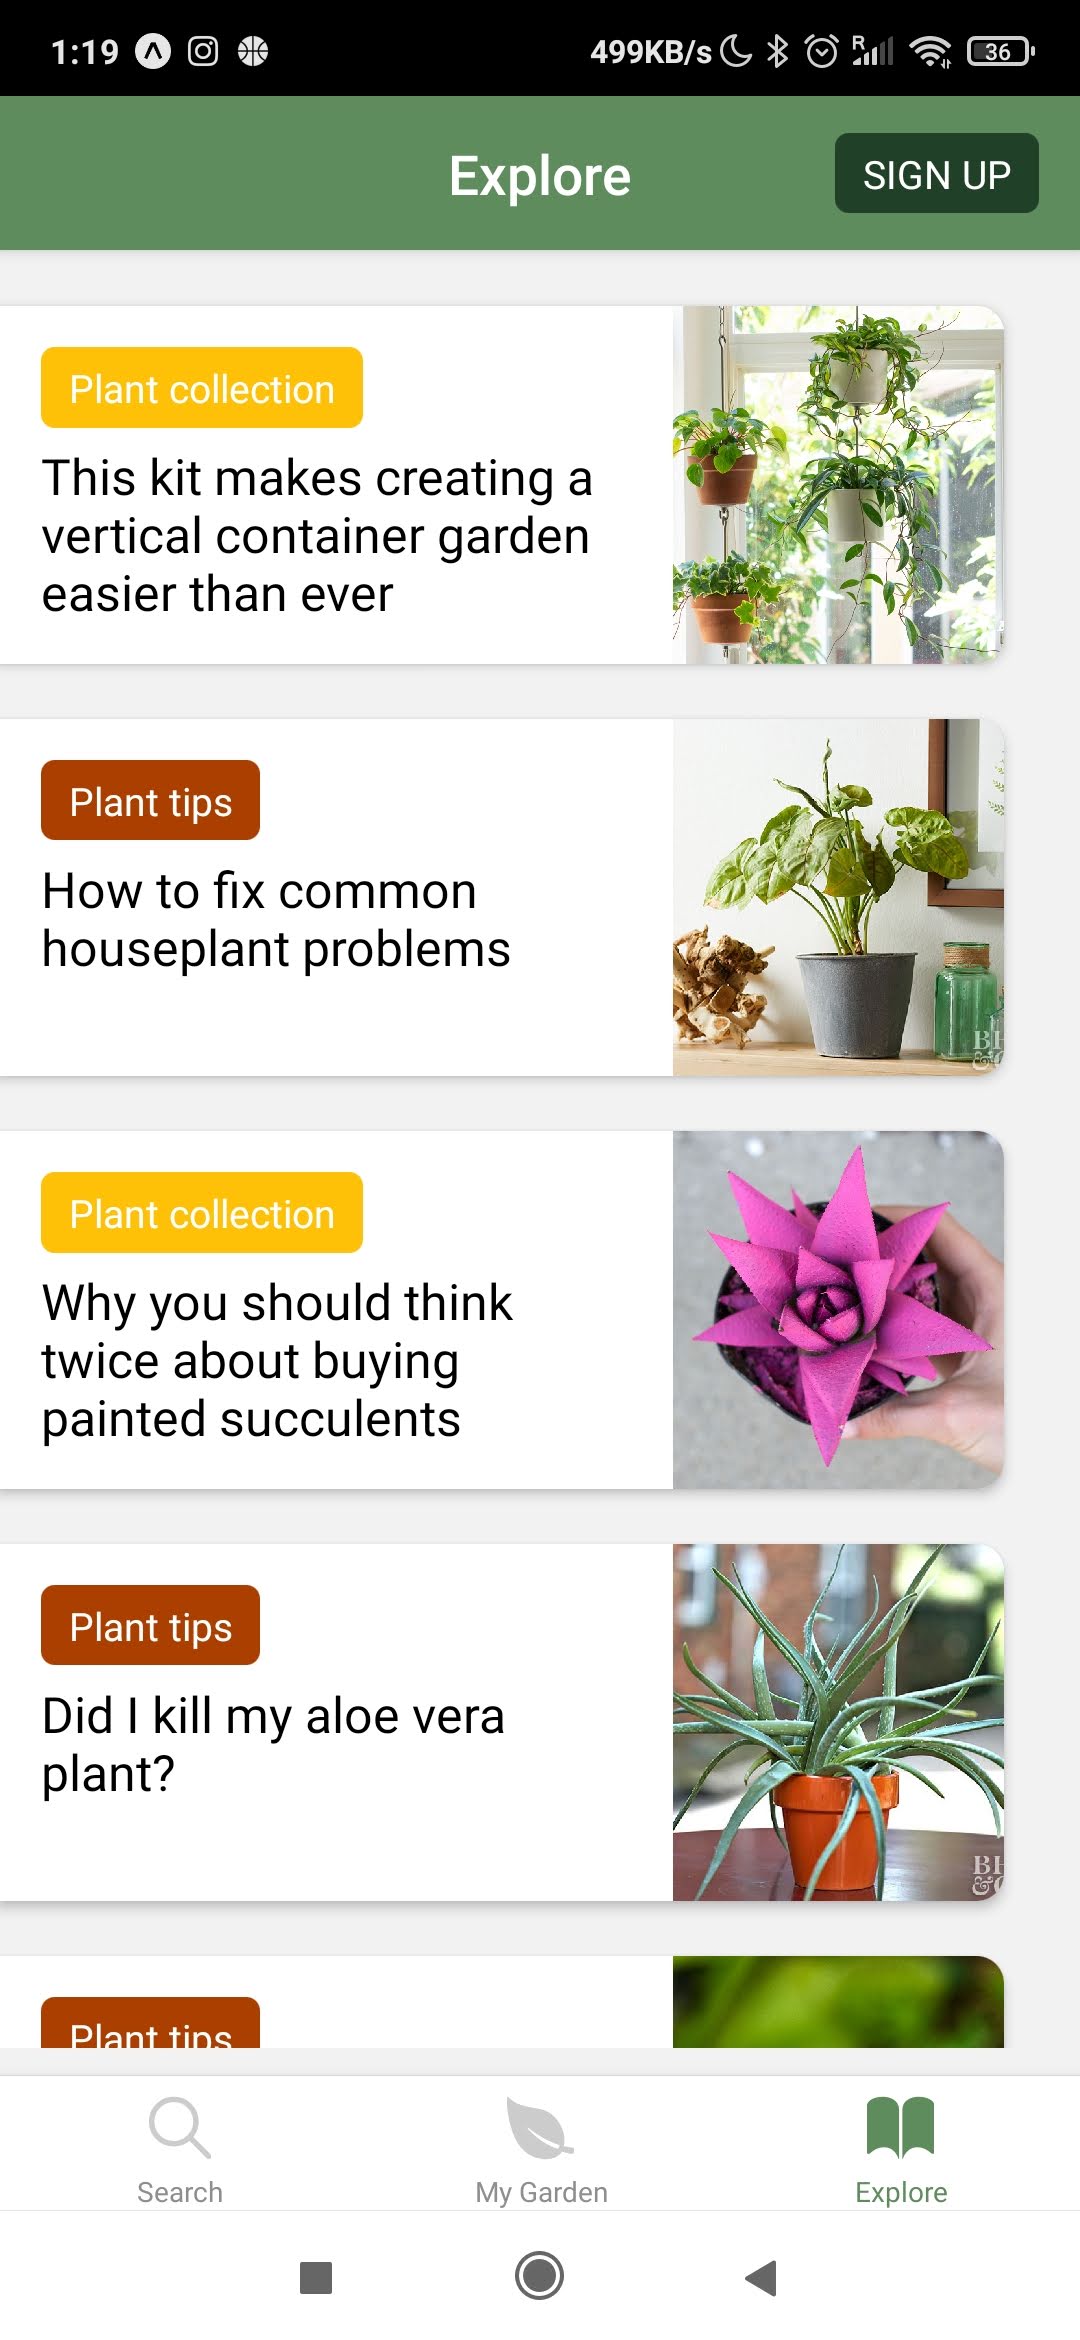 1:19
499KB/s
R
36
Explore
SIGN UP
Plant collection
This kit makes creating a
vertical container garden
easier than ever
Plant tips
How to fix common
houseplant problems
Plant collection
Why you should think
twice about buying
painted succulents
Plant tips
Did I kill my aloe vera
plant?
Plant tips
Search
My Garden
Explore